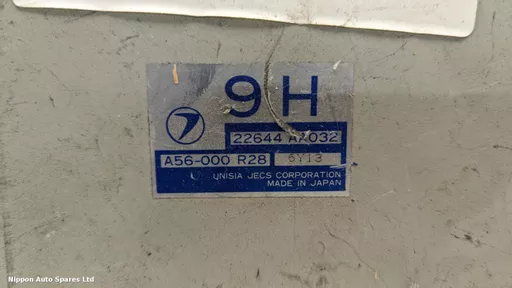 9H
22644 AA032
A56-000 R28 6Y13
UNISIA JECS CORPORATION
MADE IN JAPAN
Nippon Auto Spares Ltd